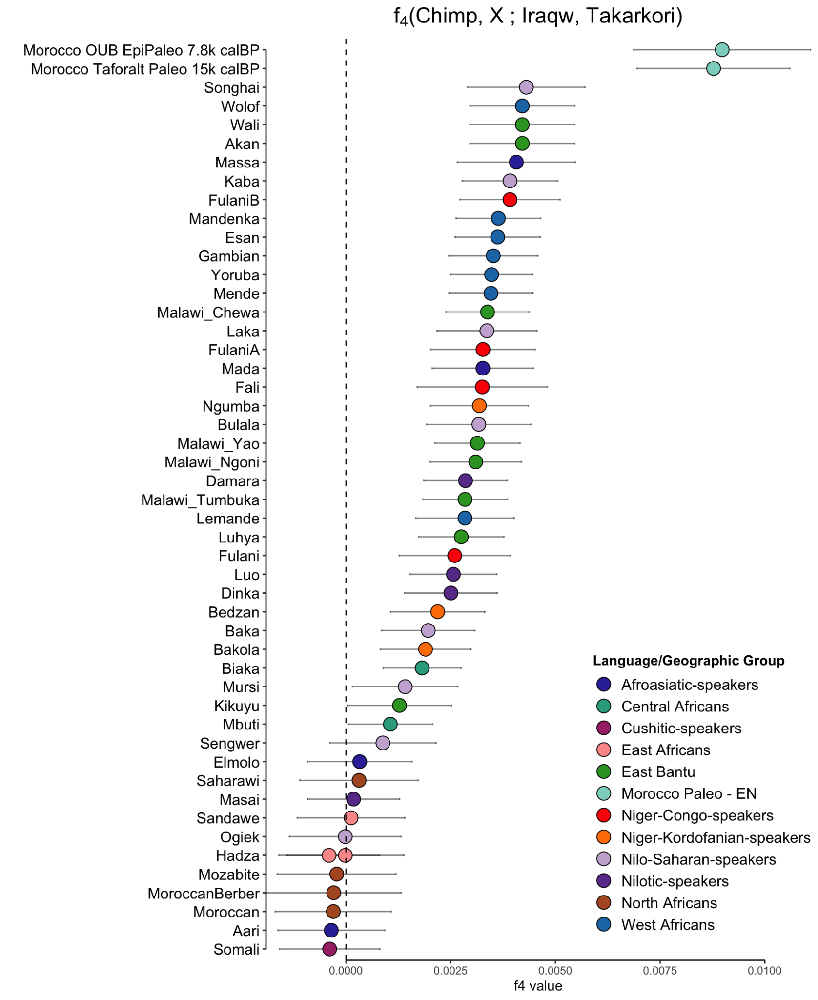 f4(Chimp, X ; Iraqw, Takarkori)
Morocco OUB EpiPaleo 7.8k calBP
Morocco Taforalt Paleo 15k calBP
Songhai
Wolof
Wali
Akan
Massa
Kaba
FulaniB
Mandenka
Esan
Gambian
Yoruba
Mende
Malawi_Chewa
Laka
FulaniA
Mada
Fali
Ngumba
Bulala
Malawi_Yao
Malawi_Ngoni
Damara
Malawi_Tumbuka
Lemande
Luhya
Fulani
Luo
Dinka
Bedzan
Baka
Bakola
Biaka
Mursi
Kikuyu
Mbuti
Sengwer
Elmolo
Saharawi
Masai
Sandawe
Ogiek
Hadza
Mozabite
MoroccanBerber
Moroccan
Aari
Somali
Language/Geographic Group
Afroasiatic-speakers
Central Africans
Cushitic-speakers
East Africans
East Bantu
Morocco Paleo - EN
Niger-Congo-speakers
Niger-Kordofanian-speakers
Nilo-Saharan-speakers
Nilotic-speakers
North Africans
West Africans
0.0000 0.0025 0.0050 0.0075 0.0100
f4 value